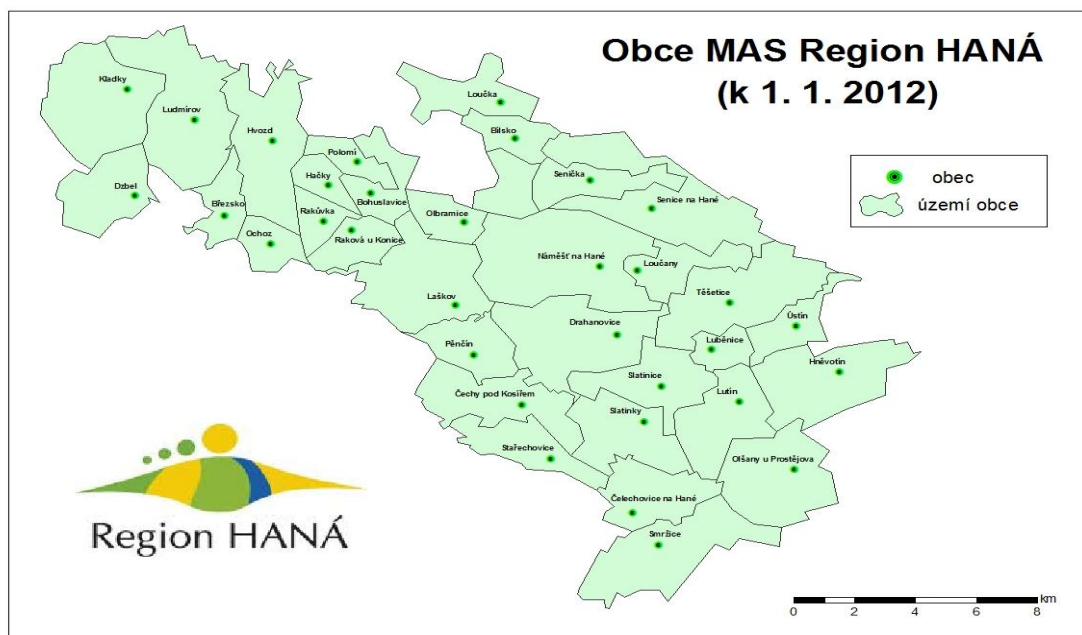 Obce MAS Region HANÁ
(k 1. 1. 2012)
obec
území obce
Kladky
Ludmírov
Hvozd
Dzbel
Březsko
Ochoz
Polomí
Hačky
Bohuslavice
Rakůvka
Raková u Konice
Olbramice
Loučka
Bílsko
Senička
Senice na Hané
Náměšť na Hané
Loučany
Těšetice
Laškov
Drahanovice
Ústín
Luběnice
Pěnčín
Hněvotín
Slatinice
Čechy pod Kosířem
Lutín
Slatinky
Stařechovice
Olšany u Prostějova
Čelechovice na Hané
Smržice
Region HANÁ
km
0 2 4 6 8